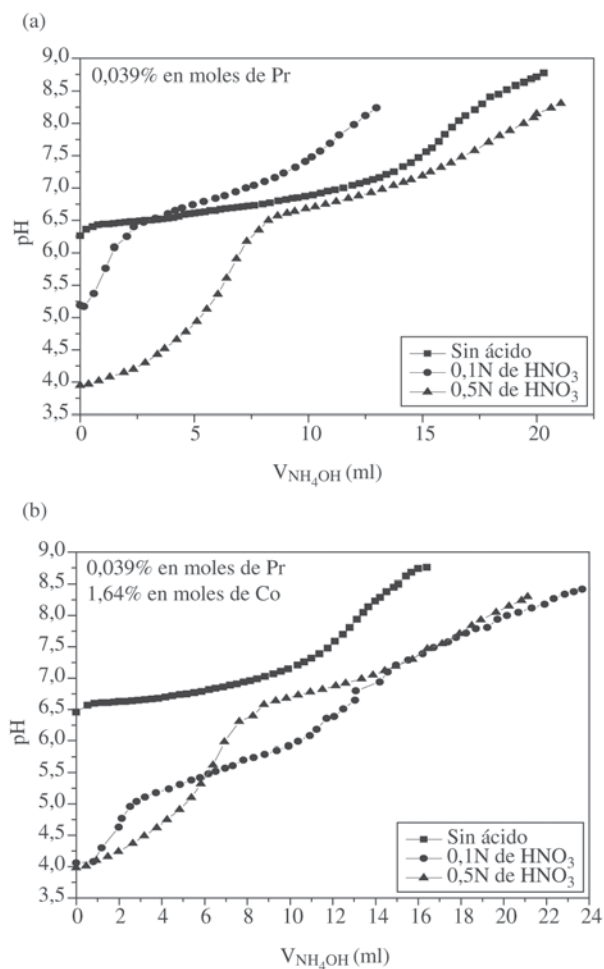 (a)
0,039% en moles de Pr
9,0
8,5
8,0
7,5
7,0
6,5
6,0
5,5
5,0
4,5
4,0
3,5
pH
Sin ácido
0,1N de HNO₃
0,5N de HNO₃
0 5 10 15 20
V_NH₄OH (ml)
(b)
0,039% en moles de Pr
1,64% en moles de Co
9,0
8,5
8,0
7,5
7,0
6,5
6,0
5,5
5,0
4,5
4,0
3,5
pH
Sin ácido
0,1N de HNO₃
0,5N de HNO₃
0 2 4 6 8 10 12 14 16 18 20 22 24
V_NH₄OH (ml)